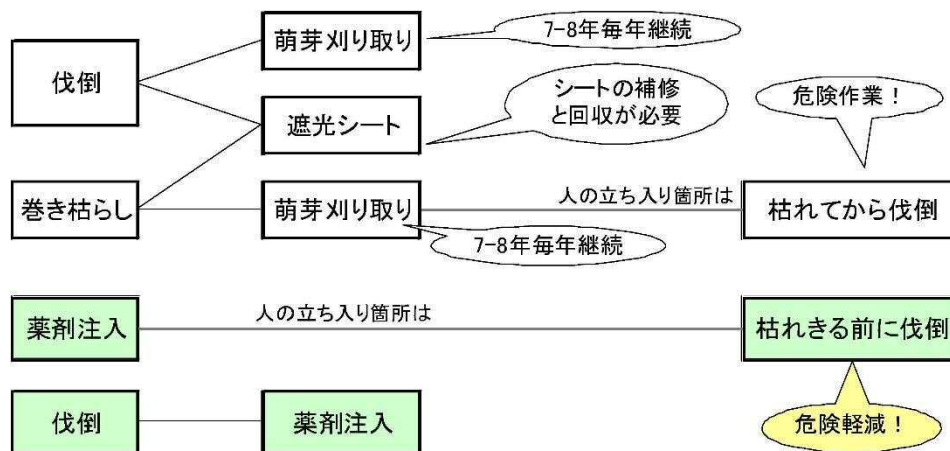 伐倒
萌芽刈り取り
7-8年毎年継続
遮光シート
シートの補修
と回収が必要
危険作業！
巻き枯らし
萌芽刈り取り
人の立ち入り箇所は
枯れてから伐倒
7-8年毎年継続
薬剤注入
人の立ち入り箇所は
枯れきる前に伐倒
伐倒
薬剤注入
危険軽減！